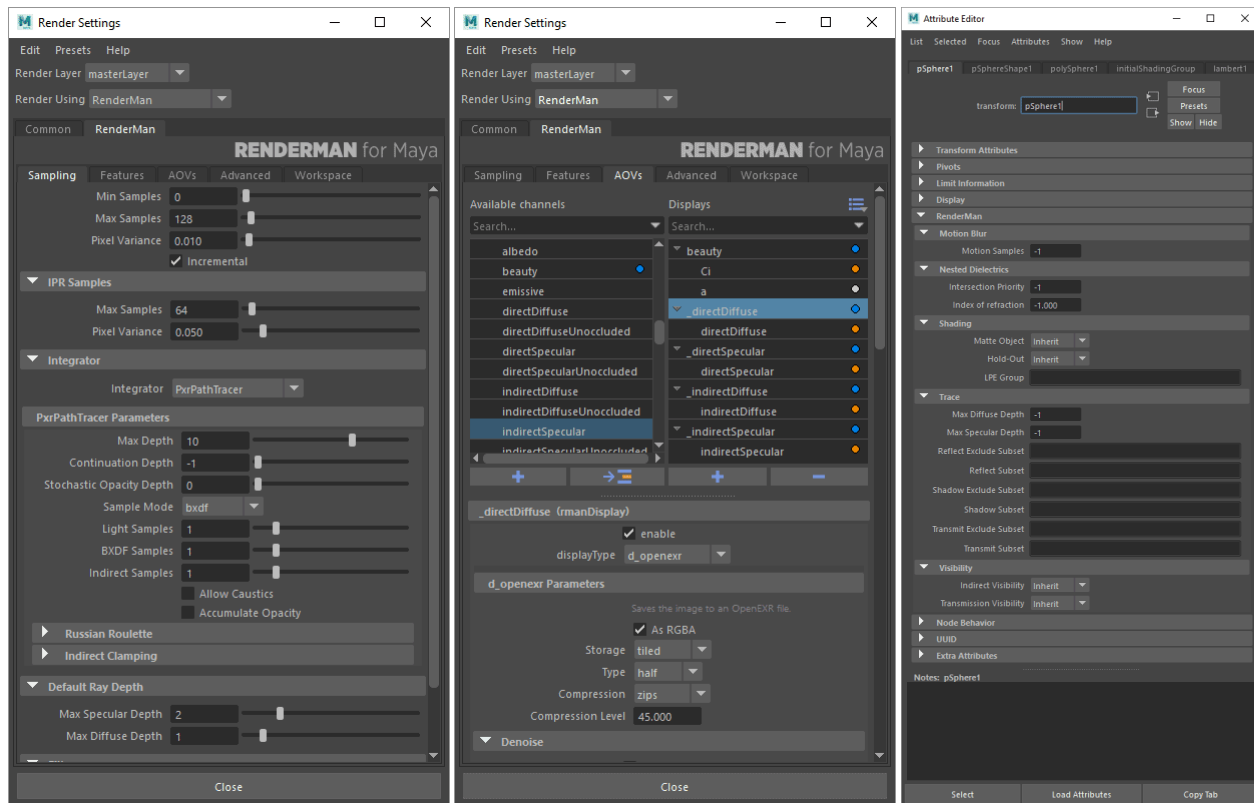 Render Settings
Edit Presets Help
Render Layer masterLayer
Render Using RenderMan
Common RenderMan
RENDERMAN for Maya
Sampling Features AOVs Advanced Workspace
Min Samples 0
Max Samples 128
Pixel Variance 0.010
Incremental
IPR Samples
Max Samples 64
Pixel Variance 0.050
Integrator
Integrator PxrPathTracer
PxrPathTracer Parameters
Max Depth 10
Continuation Depth -1
Stochastic Opacity Depth 0
Sample Mode bxdf
Light Samples 1
BXDF Samples 1
Indirect Samples 1
Allow Caustics
Accumulate Opacity
Russian Roulette
Indirect Clamping
Default Ray Depth
Max Specular Depth 2
Max Diffuse Depth 1
Close
Render Settings
Edit Presets Help
Render Layer masterLayer
Render Using RenderMan
Common RenderMan
RENDERMAN for Maya
Sampling Features AOVs Advanced Workspace
Available channels
Search...
albedo
beauty
emissive
directDiffuse
directDiffuseUnoccluded
directSpecular
directSpecularUnoccluded
indirectDiffuse
indirectDiffuseUnoccluded
indirectSpecular
indirectSpecularUnoccluded
Displays
Search...
beauty
Ci
a
_directDiffuse
directDiffuse
_directSpecular
directSpecular
_indirectDiffuse
indirectDiffuse
_indirectSpecular
indirectSpecular
_directDiffuse (rmanDisplay)
enable
displayType d_openexr
d_openexr Parameters
Saves the image to an OpenEXR file.
As RGBA
Storage tiled
Type half
Compression zips
Compression Level 45.000
Denoise
Close
Attribute Editor
List Selected Focus Attributes Show Help
pSphere1 pSphereShape1 polySphere1 initialShadingGroup lambert1
transform: pSphere1
Focus
Presets
Show Hide
Transform Attributes
Pivots
Limit Information
Display
RenderMan
Motion Blur
Motion Samples -1
Nested Dielectrics
Intersection Priority -1
Index of refraction -1.000
Shading
Matte Object Inherit
Hold-Out Inherit
LPE Group
Trace
Max Diffuse Depth -1
Max Specular Depth -1
Reflect Exclude Subset
Reflect Subset
Shadow Exclude Subset
Shadow Subset
Transmit Exclude Subset
Transmit Subset
Visibility
Indirect Visibility Inherit
Transmission Visibility Inherit
Node Behavior
UUID
Extra Attributes
Notes: pSphere1
Select Load Attributes Copy Tab